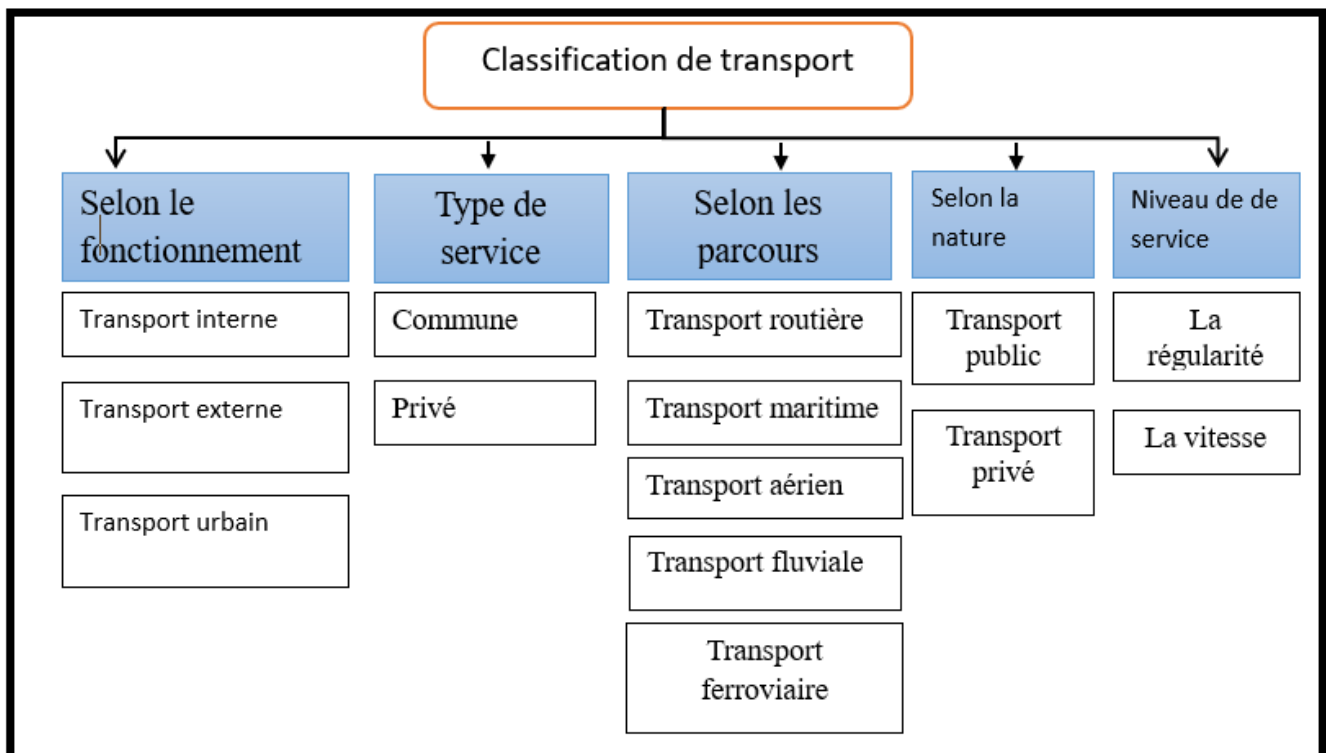 Classification de transport
Selon le
fonctionnement
Transport interne
Transport externe
Transport urbain
Type de
service
Commune
Privé
Selon les
parcours
Transport routière
Transport maritime
Transport aérien
Transport fluviale
Transport
ferroviaire
Selon la
nature
Transport
public
Transport
privé
Niveau de de
service
La
régularité
La vitesse